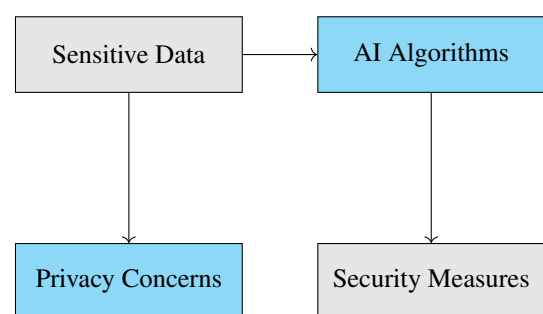 Sensitive Data
AI Algorithms
Privacy Concerns
Security Measures